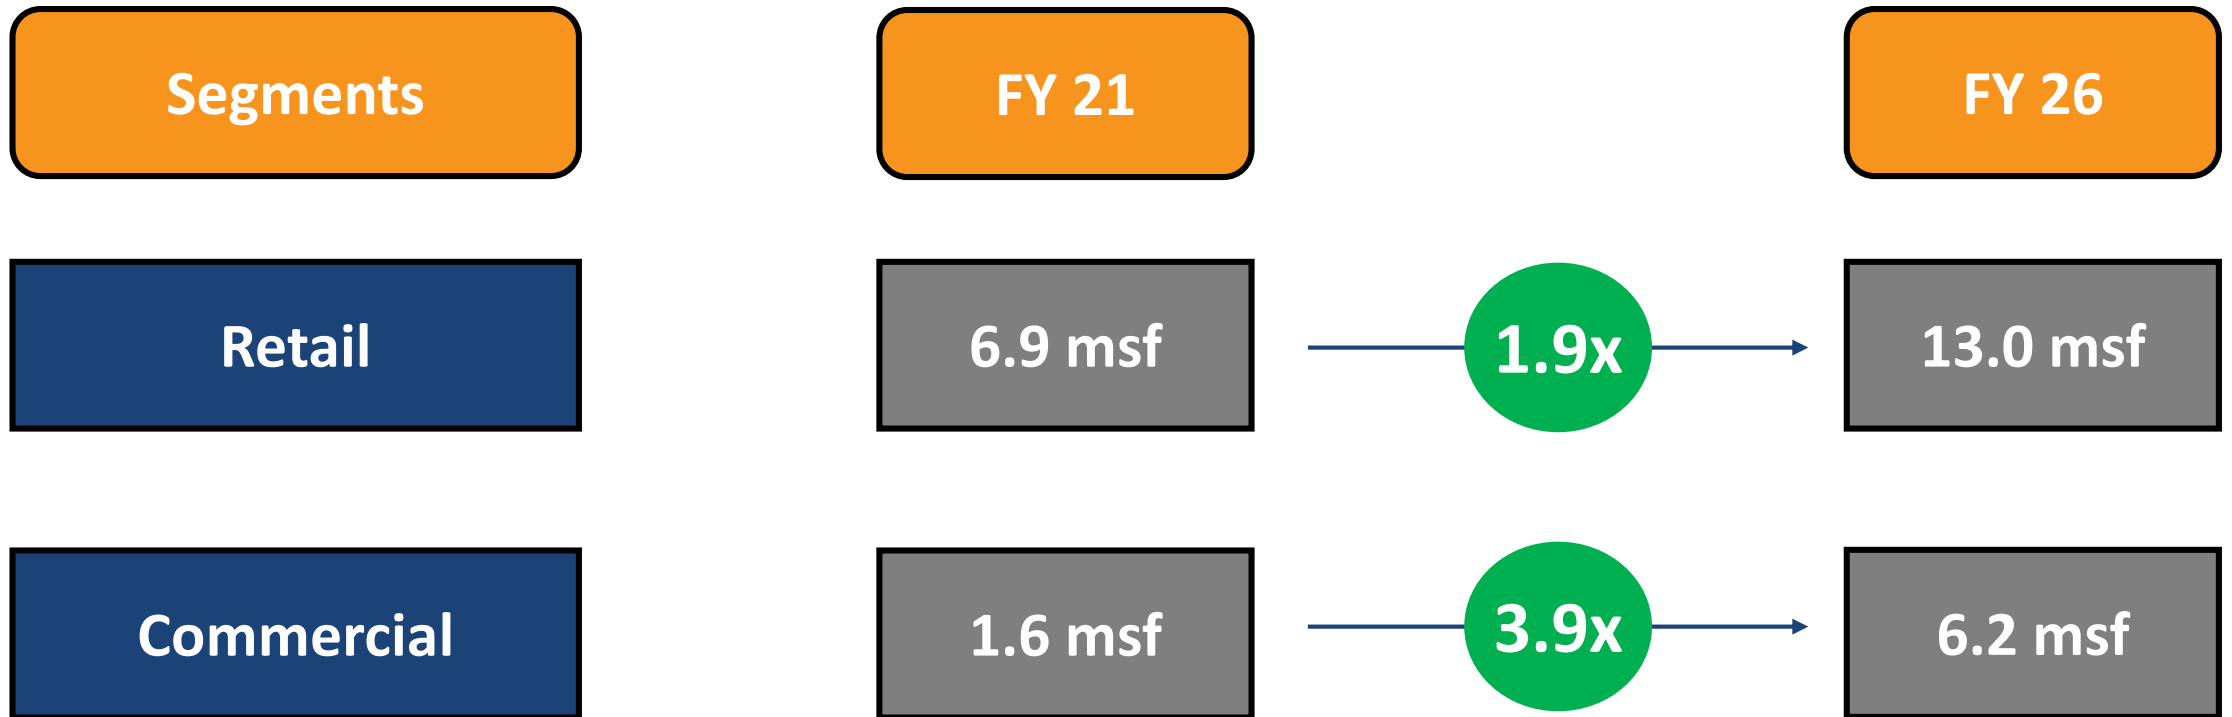 Segments
FY 21
FY 26
Retail
6.9 msf
1.9x
13.0 msf
Commercial
1.6 msf
3.9x
6.2 msf